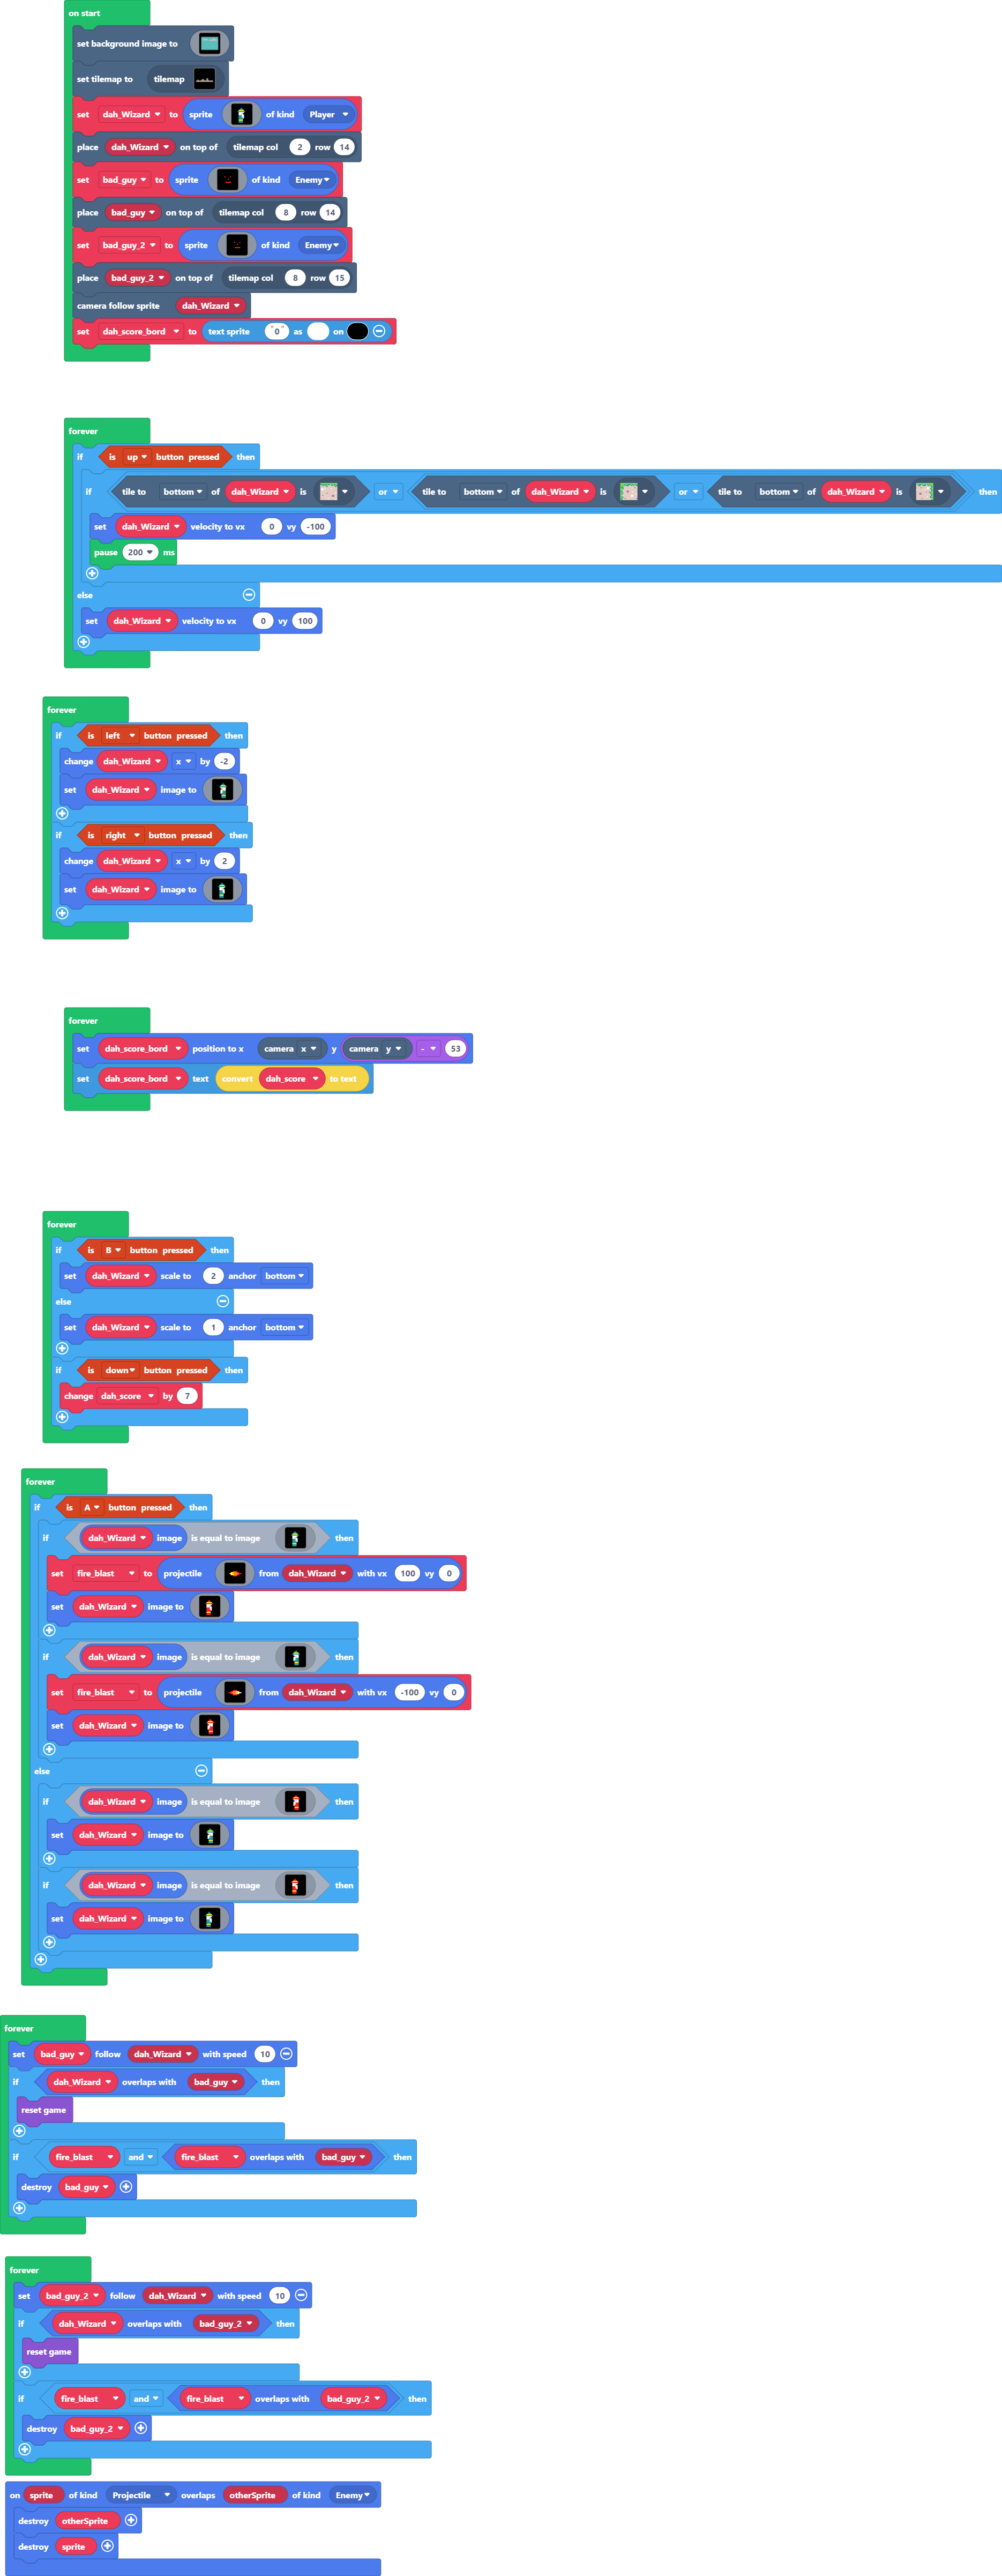 on start
set background image to
set tilemap to tilemap
set dah_Wizard to sprite of kind Player
place dah_Wizard on top of tilemap col 2 row 14
set bad_guy to sprite of kind Enemy
place bad_guy on top of tilemap col 8 row 14
set bad_guy_2 to sprite of kind Enemy
place bad_guy_2 on top of tilemap col 8 row 15
camera follow sprite dah_Wizard
set dah_score_bord to text sprite "0" as on
forever
if is up button pressed then
if tile to bottom of dah_Wizard is or tile to bottom of dah_Wizard is or tile to bottom of dah_Wizard is then
set dah_Wizard velocity to vx 0 vy -100
pause 200 ms
else
set dah_Wizard velocity to vx 0 vy 100
forever
if is left button pressed then
change dah_Wizard x by -2
set dah_Wizard image to
if is right button pressed then
change dah_Wizard x by 2
set dah_Wizard image to
forever
set dah_score_bord position to x camera x y camera y - 53
set dah_score_bord text convert dah_score to text
forever
if is B button pressed then
set dah_Wizard scale to 2 anchor bottom
else
set dah_Wizard scale to 1 anchor bottom
if is down button pressed then
change dah_score by 7
forever
if is A button pressed then
if dah_Wizard image is equal to image then
set fire_blast to projectile from dah_Wizard with vx 100 vy 0
set dah_Wizard image to
if dah_Wizard image is equal to image then
set fire_blast to projectile from dah_Wizard with vx -100 vy 0
set dah_Wizard image to
else
if dah_Wizard image is equal to image then
set dah_Wizard image to
if dah_Wizard image is equal to image then
set dah_Wizard image to
forever
set bad_guy follow dah_Wizard with speed 10
if dah_Wizard overlaps with bad_guy then
reset game
if fire_blast and fire_blast overlaps with bad_guy then
destroy bad_guy
forever
set bad_guy_2 follow dah_Wizard with speed 10
if dah_Wizard overlaps with bad_guy_2 then
reset game
if fire_blast and fire_blast overlaps with bad_guy_2 then
destroy bad_guy_2
on sprite of kind Projectile overlaps otherSprite of kind Enemy
destroy otherSprite
destroy sprite